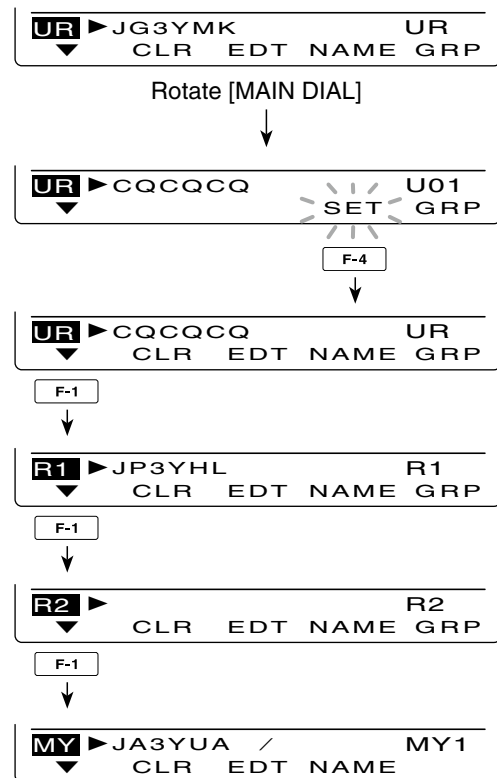 UR ►JG3YMK UR
▼ CLR EDT NAME GRP
Rotate [MAIN DIAL]
UR ►CQCQCQ U01
▼ SET GRP
F-4
UR ►CQCQCQ UR
▼ CLR EDT NAME GRP
F-1
R1 ►JP3YHL R1
▼ CLR EDT NAME GRP
F-1
R2 ► R2
▼ CLR EDT NAME GRP
F-1
MY ►JA3YUA / MY1
▼ CLR EDT NAME